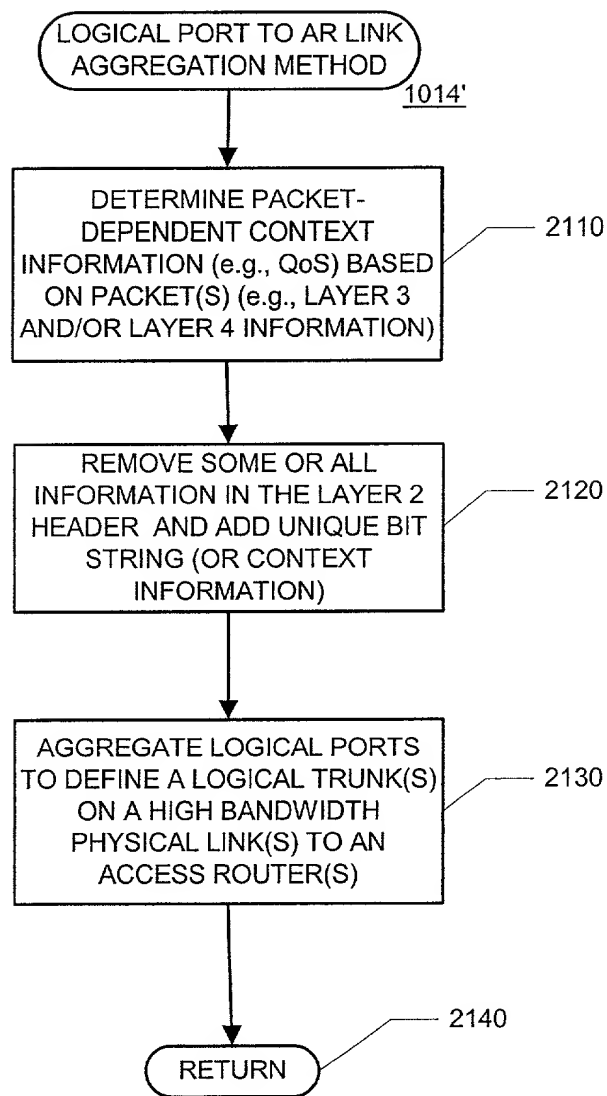 LOGICAL PORT TO AR LINK
AGGREGATION METHOD
1014'
DETERMINE PACKET-
DEPENDENT CONTEXT
INFORMATION (e.g., QoS) BASED
ON PACKET(S) (e.g., LAYER 3
AND/OR LAYER 4 INFORMATION)
2110
REMOVE SOME OR ALL
INFORMATION IN THE LAYER 2
HEADER AND ADD UNIQUE BIT
STRING (OR CONTEXT
INFORMATION)
2120
AGGREGATE LOGICAL PORTS
TO DEFINE A LOGICAL TRUNK(S)
ON A HIGH BANDWIDTH
PHYSICAL LINK(S) TO AN
ACCESS ROUTER(S)
2130
2140
RETURN